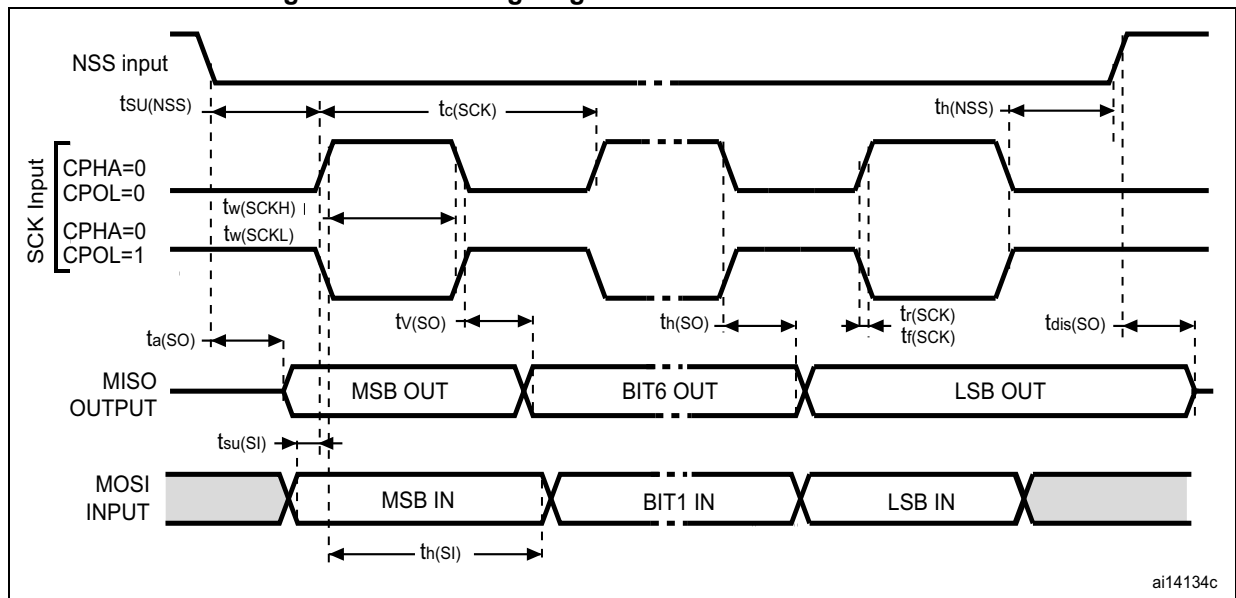 NSS input
tSU(NSS)
tc(SCK)
th(NSS)
SCK Input
CPHA=0
CPOL=0
tw(SCKH)
CPHA=0
CPOL=1
tw(SCKL)
tV(SO)
th(SO)
tr(SCK)
tf(SCK)
tdis(SO)
ta(SO)
MISO
OUTPUT
MSB OUT
BIT6 OUT
LSB OUT
tsu(SI)
MOSI
INPUT
MSB IN
BIT1 IN
LSB IN
th(SI)
ai14134c